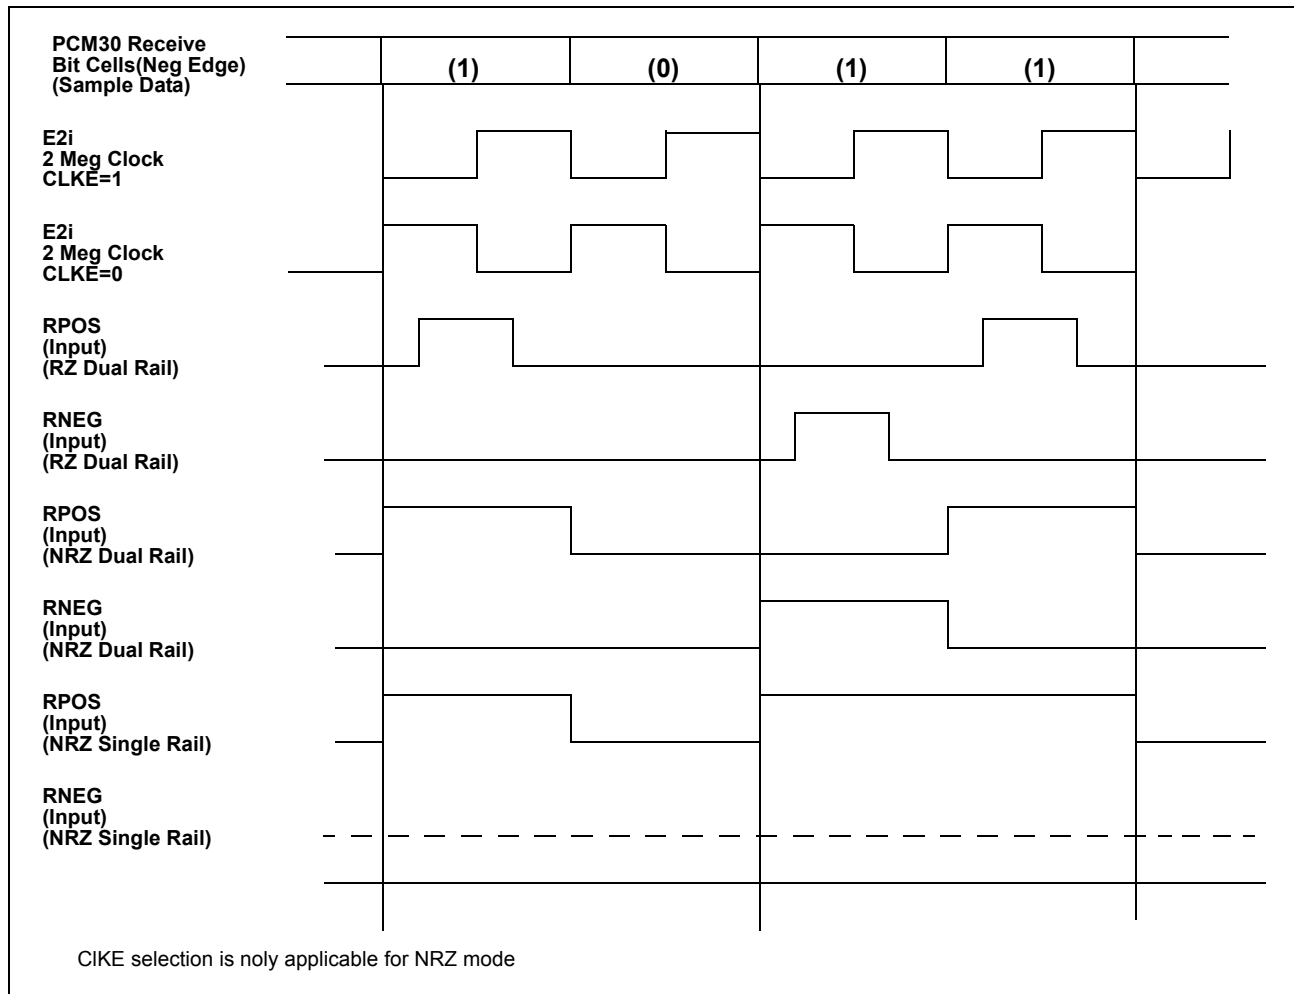 PCM30 Receive
Bit Cells(Neg Edge)
(Sample Data)
(1)
(0)
(1)
(1)
E2i
2 Meg Clock
CLKE=1
E2i
2 Meg Clock
CLKE=0
RPOS
(Input)
(RZ Dual Rail)
RNEG
(Input)
(RZ Dual Rail)
RPOS
(Input)
(NRZ Dual Rail)
RNEG
(Input)
(NRZ Dual Rail)
RPOS
(Input)
(NRZ Single Rail)
RNEG
(Input)
(NRZ Single Rail)
ClKE selection is noly applicable for NRZ mode